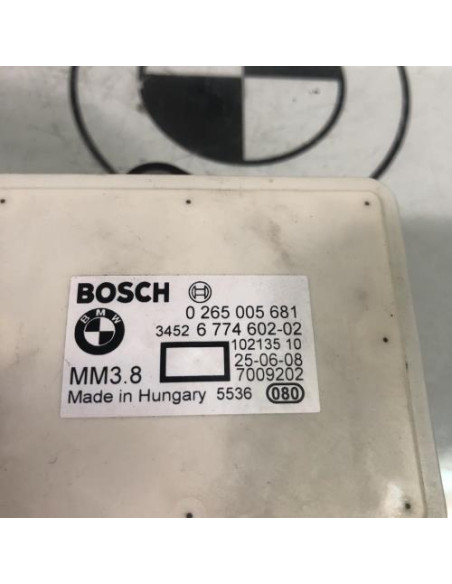 BOSCH
0 265 005 681
BMW
3452 6 774 602-02
102135 10
25-06-08
MM3.8
7009202
Made in Hungary 5536 080